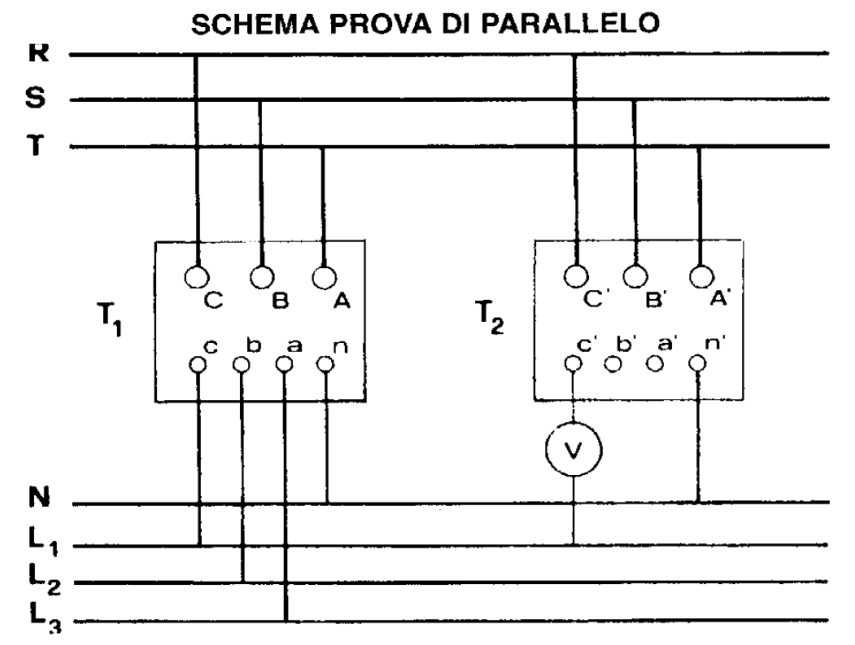 SCHEMA PROVA DI PARALLELO
R
S
T
C B A
C' B' A'
T1
T2
c b a n
c' b' a' n'
V
N
L1
L2
L3